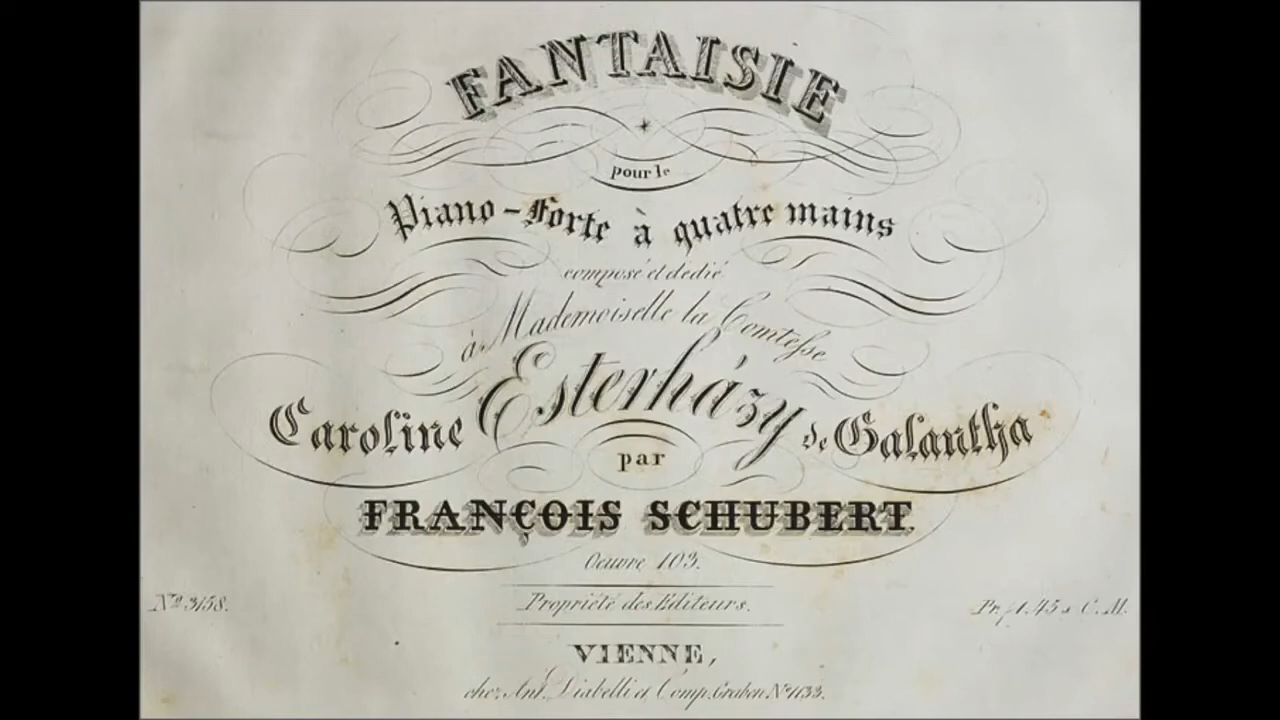 FANTAISIE
pour le
Piano-Forte à quatre mains
composé et dedié
à Mademoiselle la Comtesse
Caroline Esterházy de Galantha
par
FRANÇOIS SCHUBERT.
Oeuvre 103.
Nº 3158. Propriété des Editeurs. Pr. f 1.45 x C. M.
VIENNE,
chez Ant. Diabelli et Comp. Graben Nº 1133.